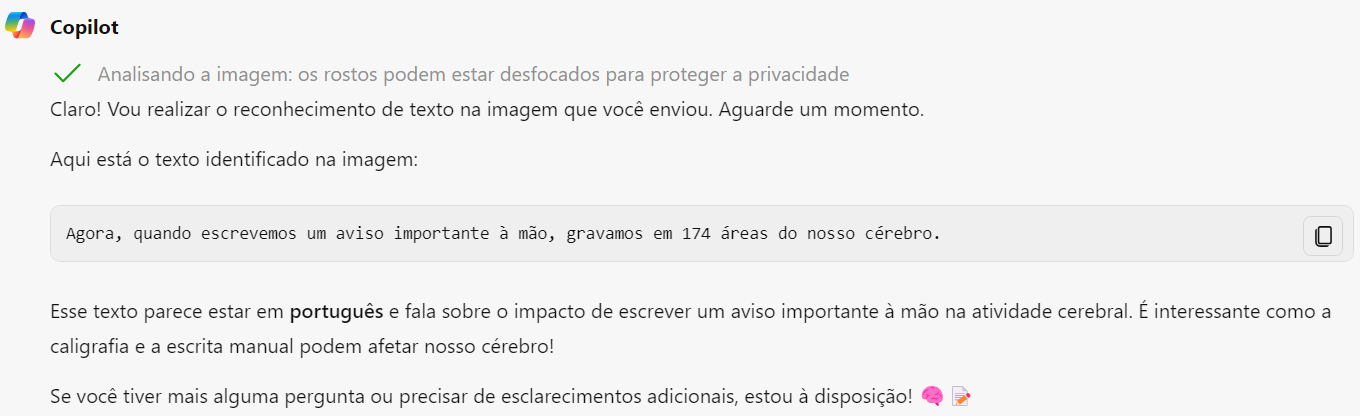 Copilot
Analisando a imagem: os rostos podem estar desfocados para proteger a privacidade
Claro! Vou realizar o reconhecimento de texto na imagem que você enviou. Aguarde um momento.
Aqui está o texto identificado na imagem:
Agora, quando escrevemos um aviso importante à mão, gravamos em 174 áreas do nosso cérebro.
Esse texto parece estar em português e fala sobre o impacto de escrever um aviso importante à mão na atividade cerebral. É interessante como a
caligrafia e a escrita manual podem afetar nosso cérebro!
Se você tiver mais alguma pergunta ou precisar de esclarecimentos adicionais, estou à disposição! 🧠 📝